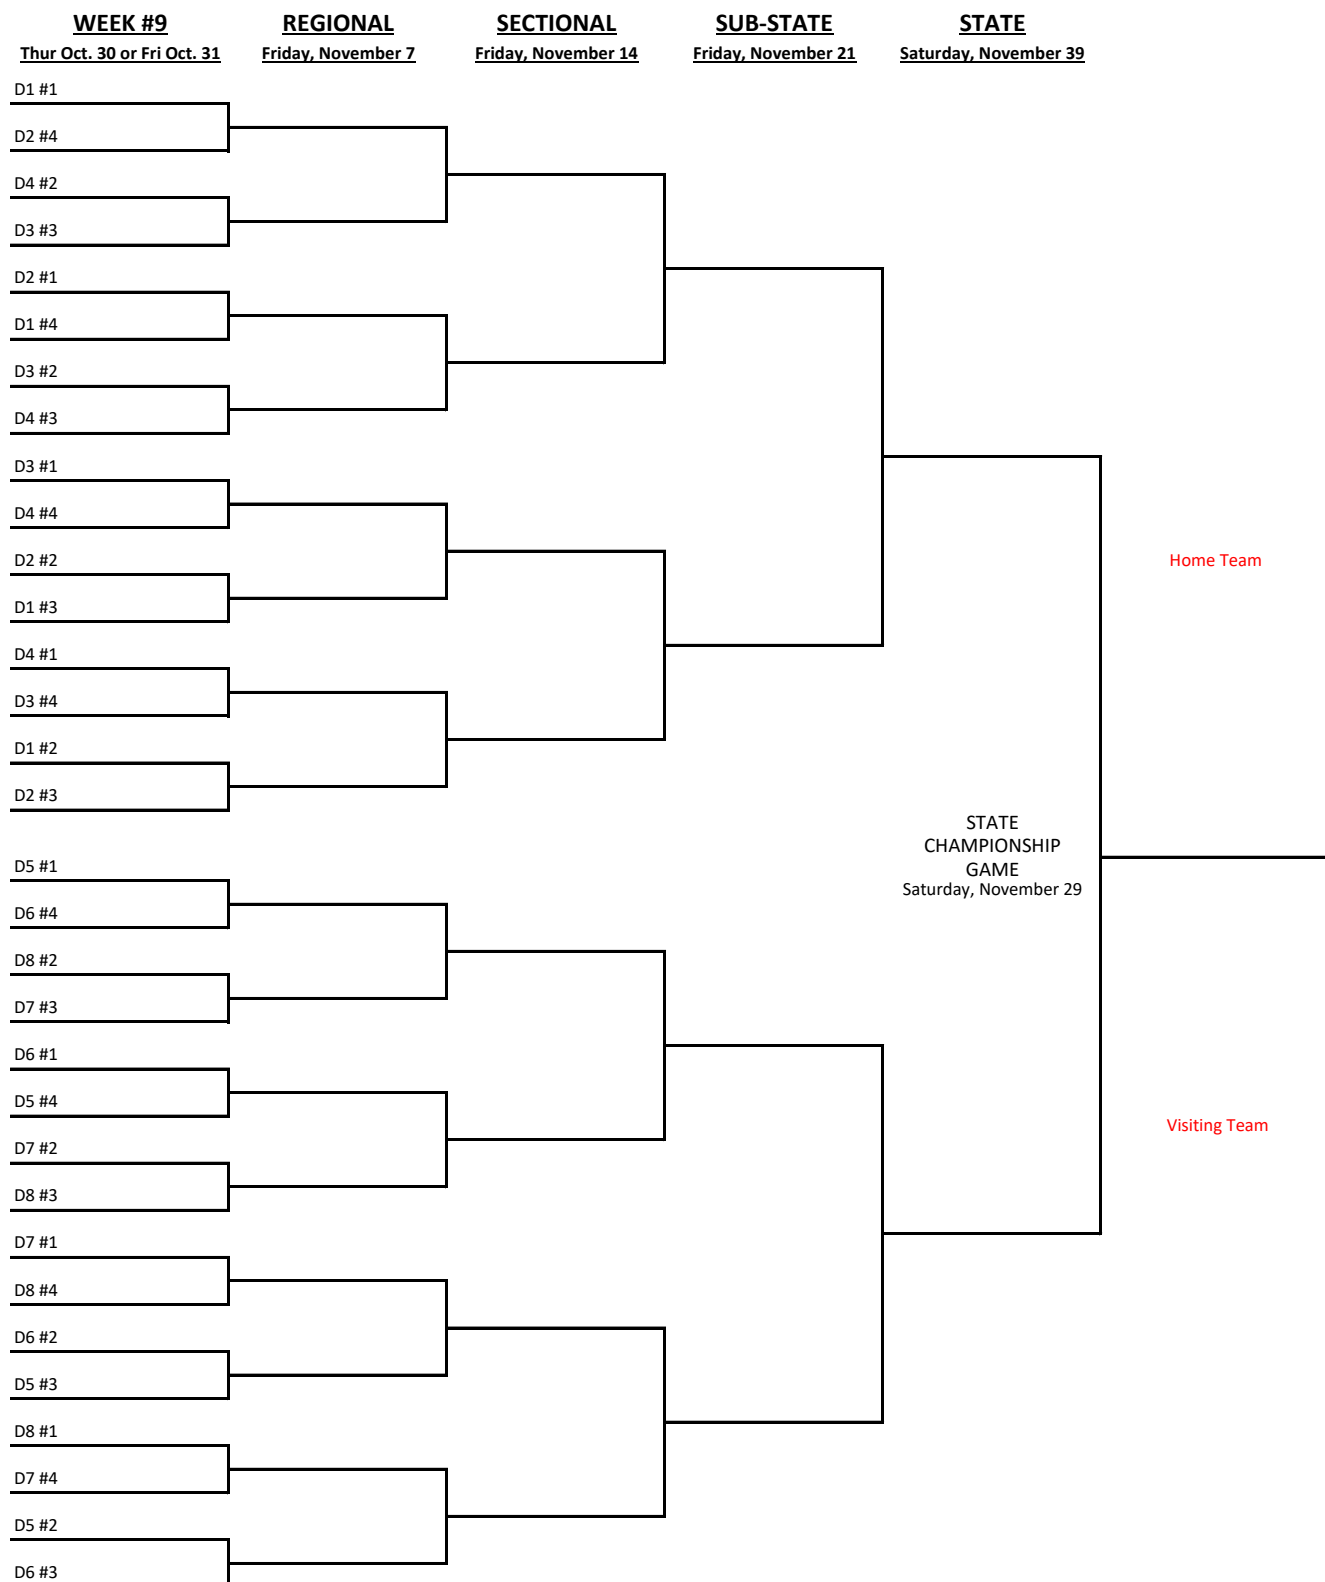 WEEK #9 REGIONAL SECTIONAL SUB-STATE STATE
Thur Oct. 30 or Fri Oct. 31 Friday, November 7 Friday, November 14 Friday, November 21 Saturday, November 39
D1 #1
D2 #4
D4 #2
D3 #3
D2 #1
D1 #4
D3 #2
D4 #3
D3 #1
D4 #4
D2 #2
Home Team
D1 #3
D4 #1
D3 #4
D1 #2
D2 #3
STATE
CHAMPIONSHIP
GAME
Saturday, November 29
D5 #1
D6 #4
D8 #2
D7 #3
D6 #1
D5 #4
Visiting Team
D7 #2
D8 #3
D7 #1
D8 #4
D6 #2
D5 #3
D8 #1
D7 #4
D5 #2
D6 #3